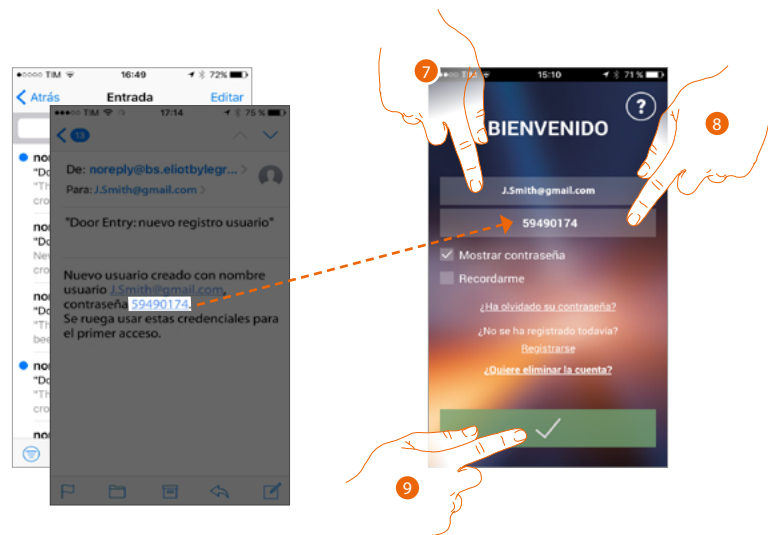 TIM 16:49 72%
Atrás Entrada Editar
TIM 17:14 75 %
13
De: noreply@bs.eliotbylegr...
Para: J.Smith@gmail.com
"Door Entry: nuevo registro usuario"
Nuevo usuario creado con nombre
usuario J.Smith@gmail.com,
contraseña 59490174.
Se ruega usar estas credenciales para
el primer acceso.
7
TIM 15:10 71 %
?
BIENVENIDO
8
J.Smith@gmail.com
59490174
Mostrar contraseña
Recordarme
¿Ha olvidado su contraseña?
¿No se ha registrado todavía?
Registrarse
¿Quiere eliminar la cuenta?
9